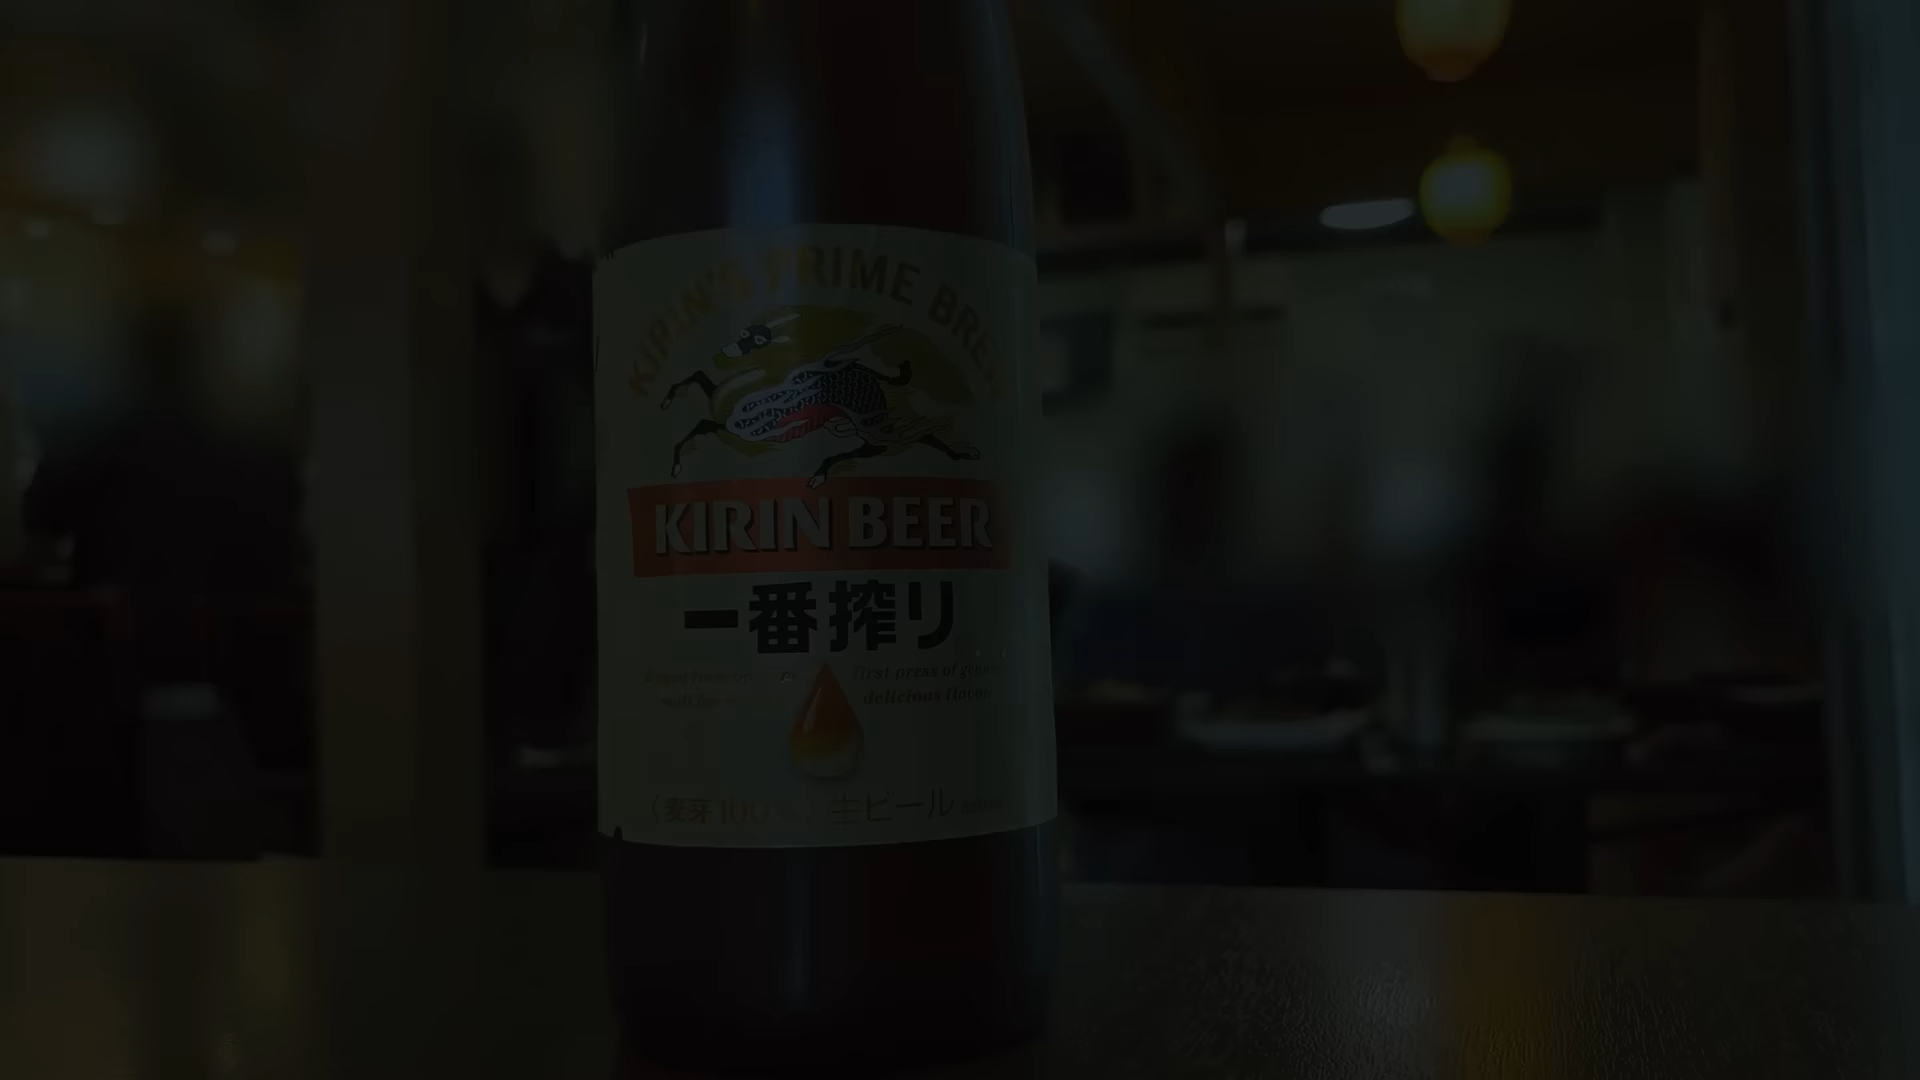 KIRIN'S PRIME BREW
KIRIN BEER
一番搾り
first press of
delicious flavor
〈麦芽100%〉生ビール